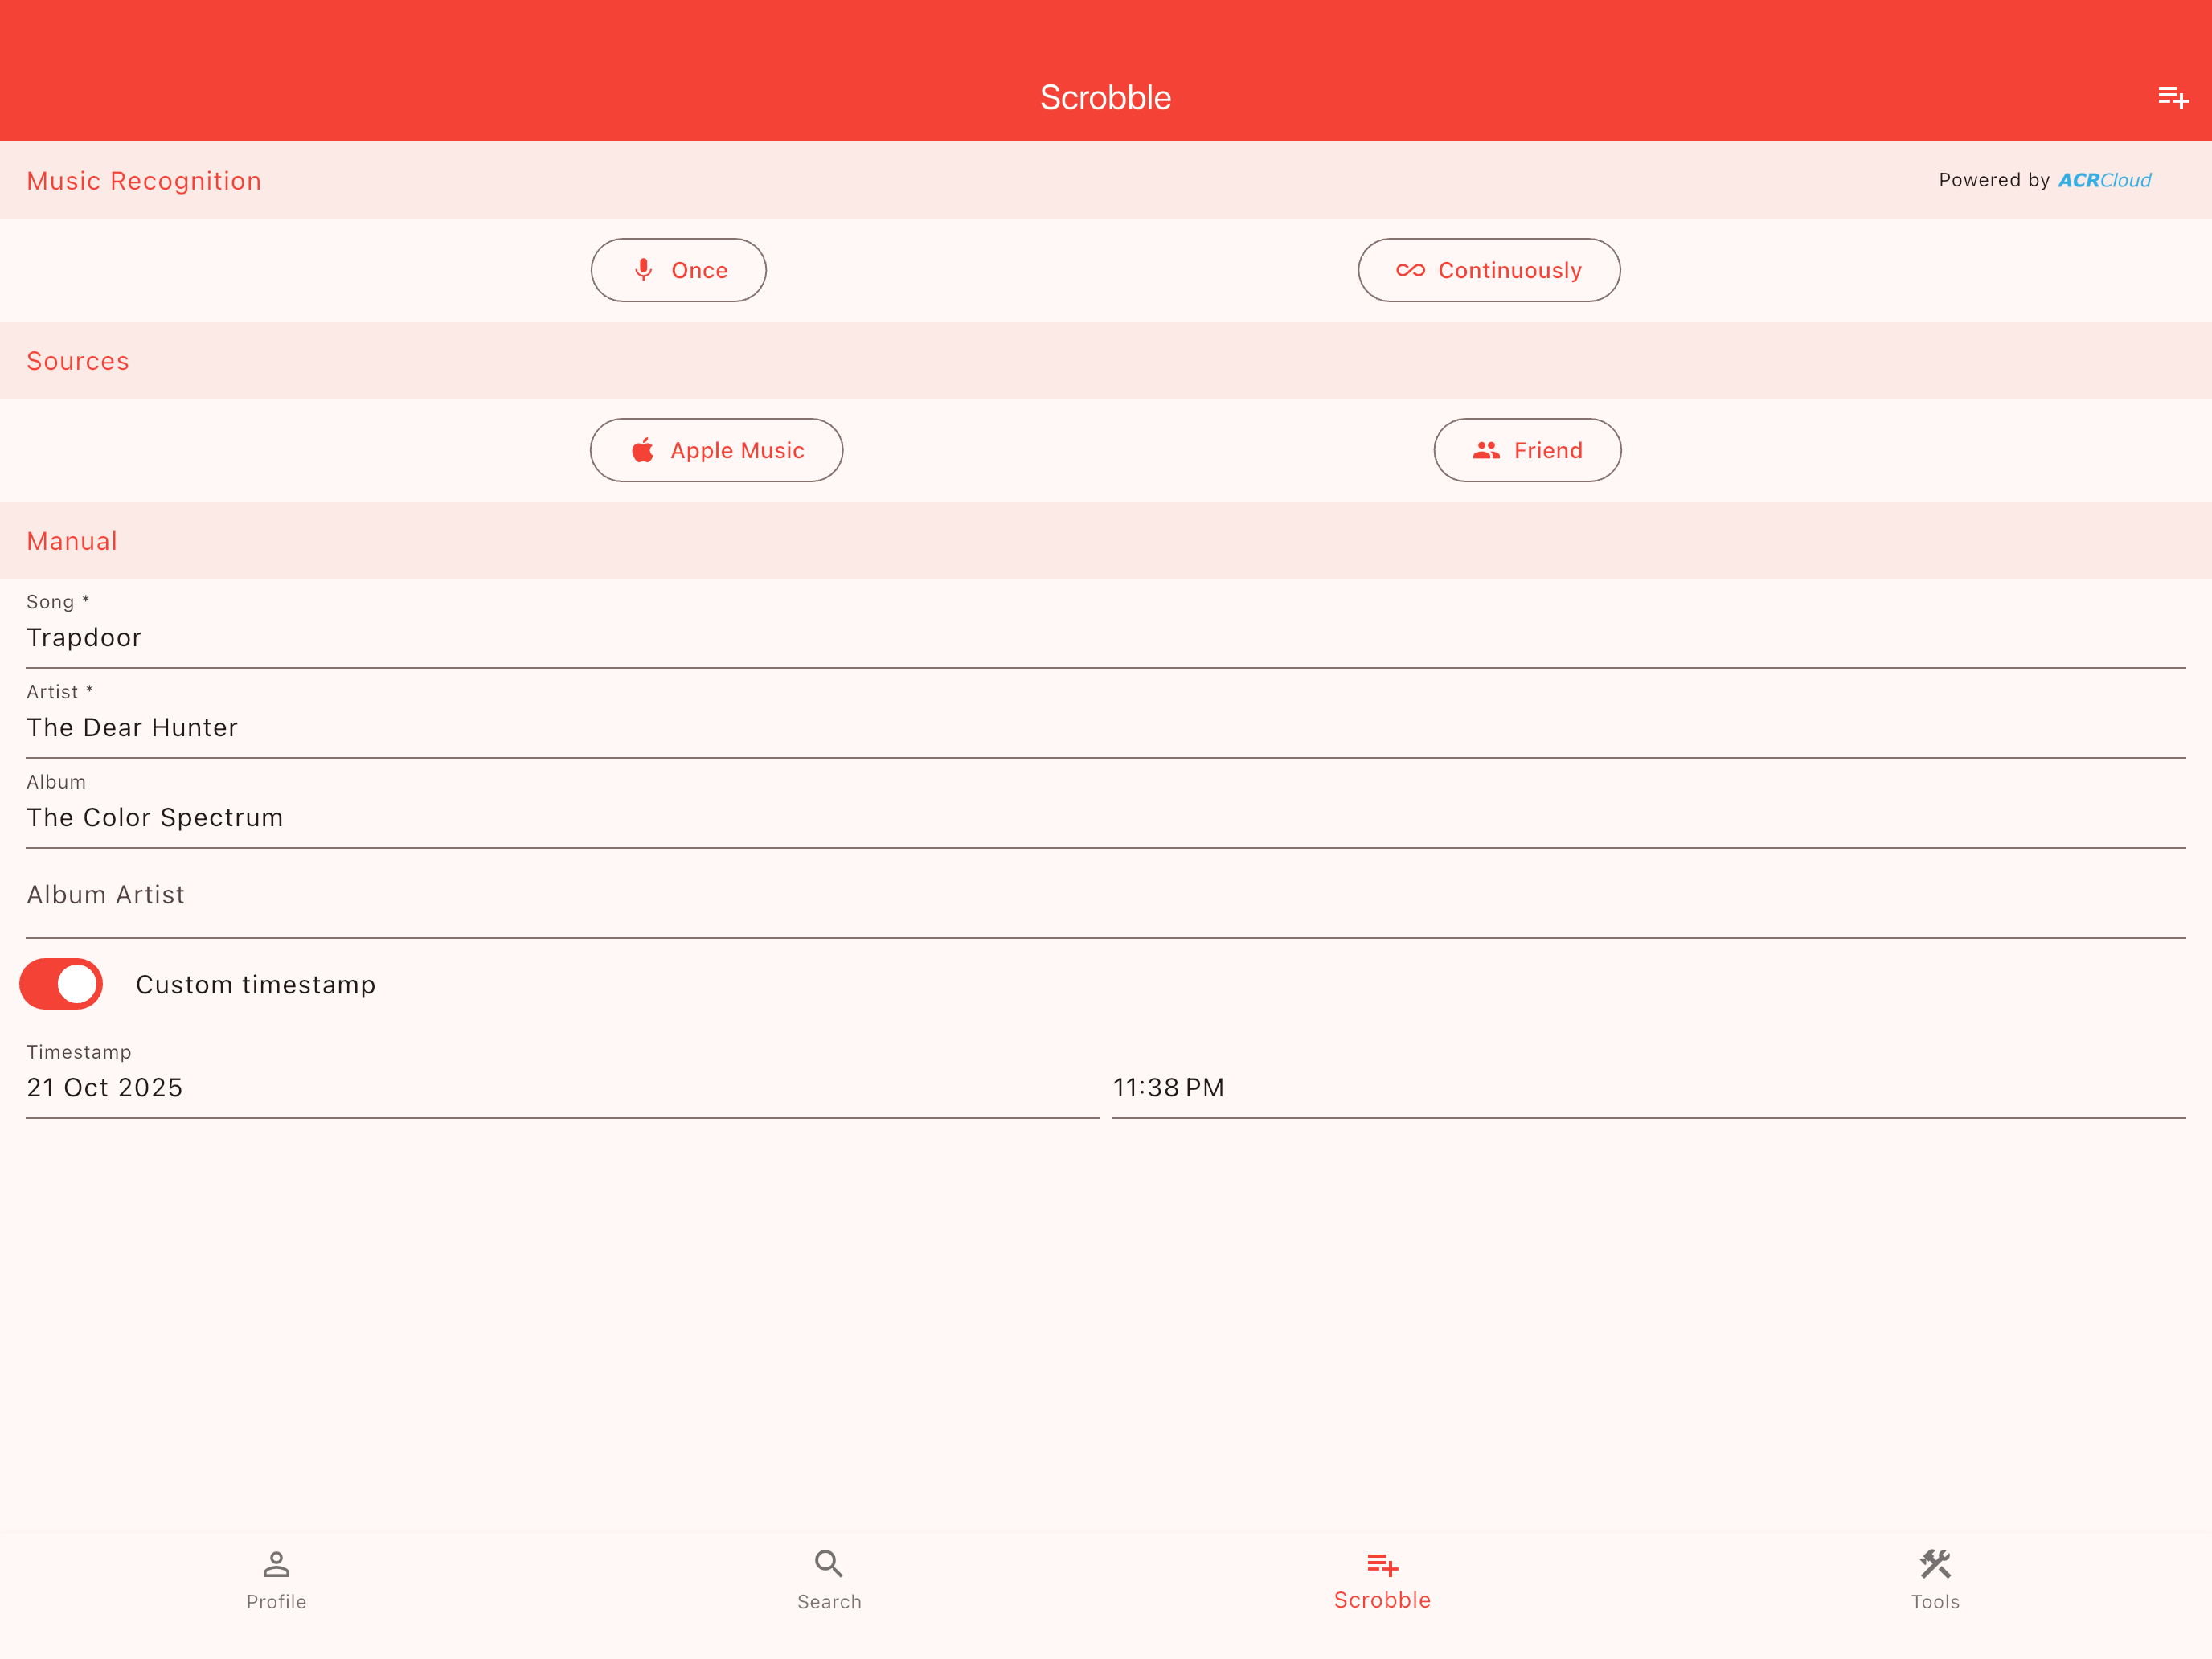 Scrobble
Music Recognition
Powered by ACRCloud
Once
Continuously
Sources
Apple Music
Friend
Manual
Song *
Trapdoor
Artist *
The Dear Hunter
Album
The Color Spectrum
Album Artist
Custom timestamp
Timestamp
21 Oct 2025
11:38 PM
Profile
Search
Scrobble
Tools